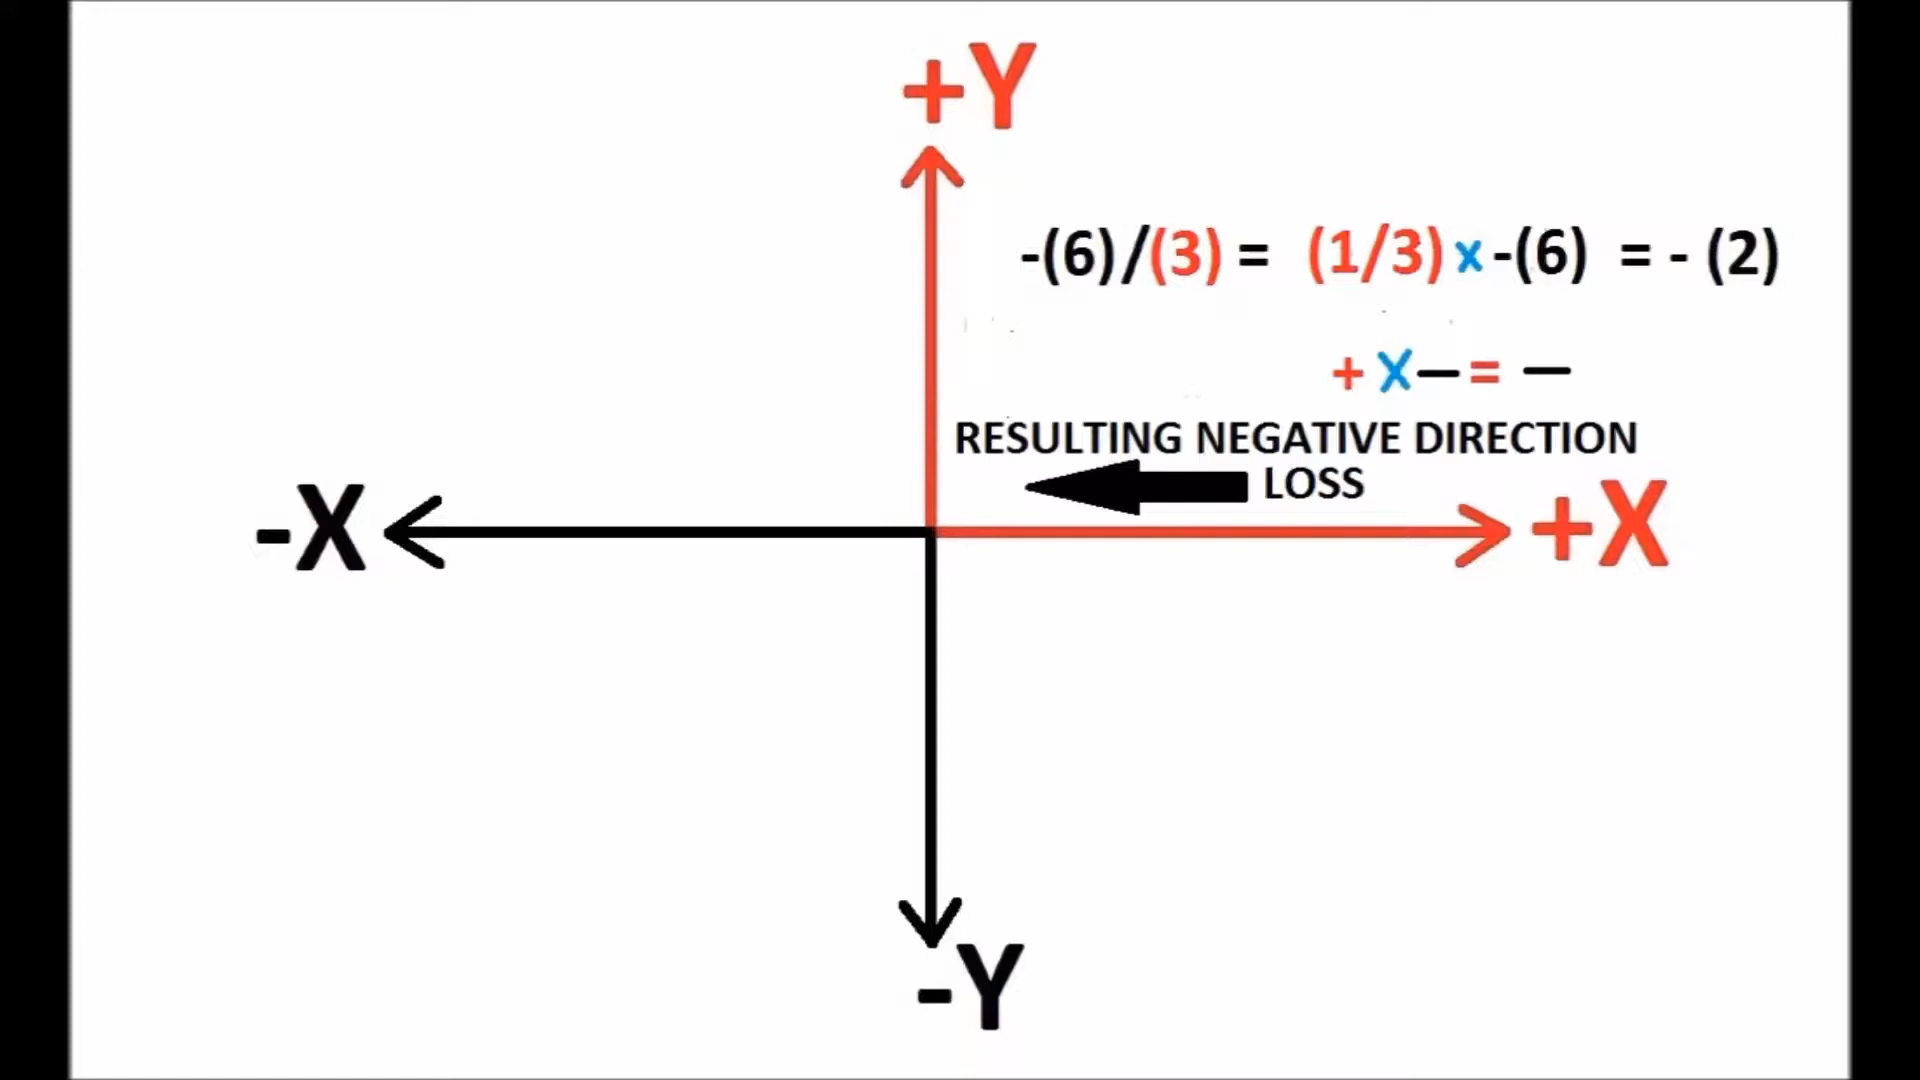 +Y
-(6)/(3) = (1/3) x -(6) = - (2)
+ X — = —
RESULTING NEGATIVE DIRECTION
LOSS
-X
+X
-Y